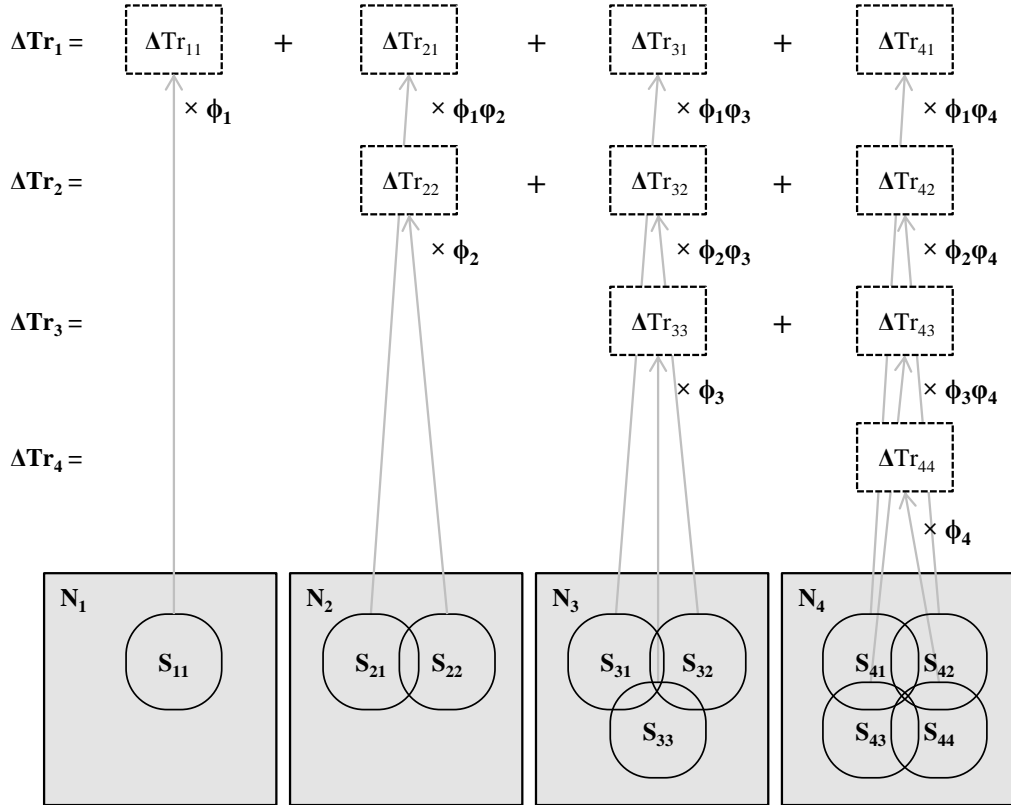 ΔTr₁ = ΔTr₁₁ + ΔTr₂₁ + ΔTr₃₁ + ΔTr₄₁
× ϕ₁ × ϕ₁φ₂ × ϕ₁φ₃ × ϕ₁φ₄
ΔTr₂ = ΔTr₂₂ + ΔTr₃₂ + ΔTr₄₂
× ϕ₂ × ϕ₂φ₃ × ϕ₂φ₄
ΔTr₃ = ΔTr₃₃ + ΔTr₄₃
× ϕ₃ × ϕ₃φ₄
ΔTr₄ = ΔTr₄₄
× ϕ₄
N₁ N₂ N₃ N₄
S₁₁ S₂₁ S₂₂ S₃₁ S₃₂ S₄₁ S₄₂
S₃₃ S₄₃ S₄₄